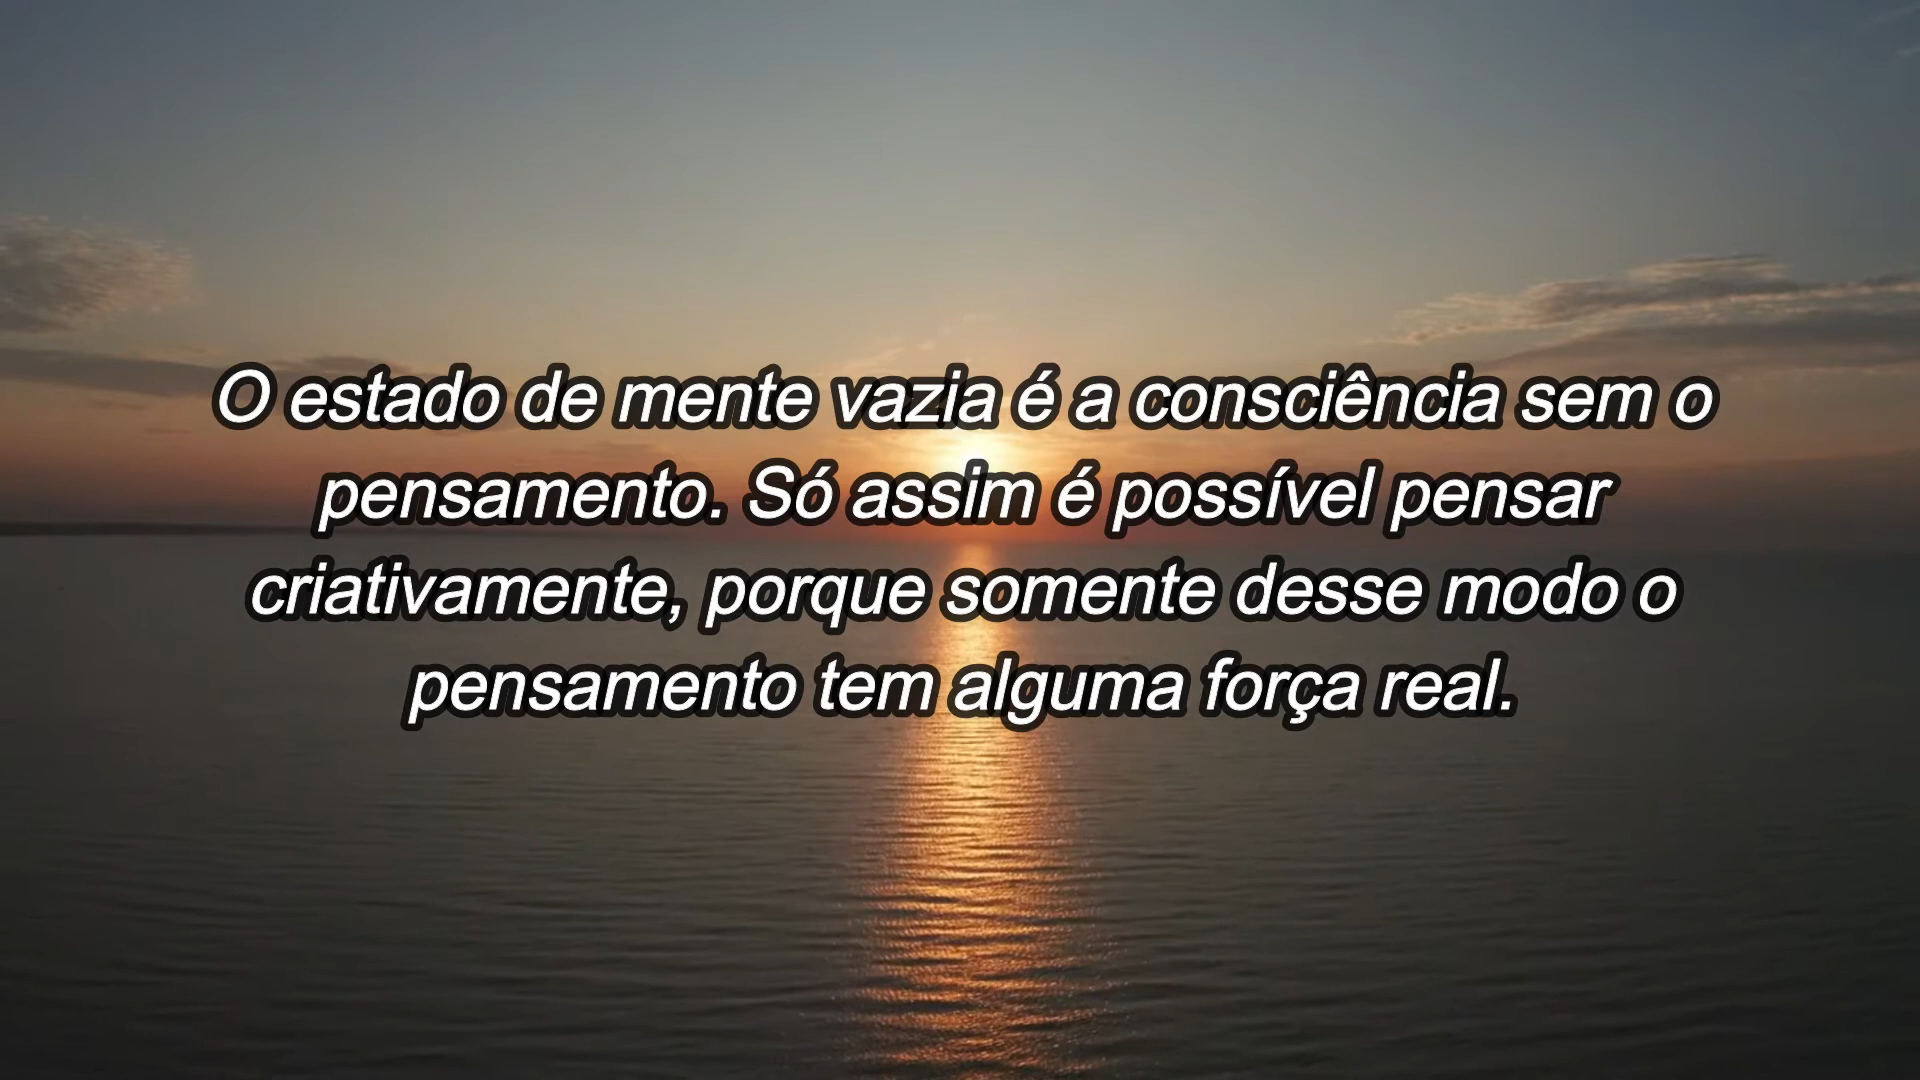 O estado de mente vazia é a consciência sem o
pensamento. Só assim é possível pensar
criativamente, porque somente desse modo o
pensamento tem alguma força real.